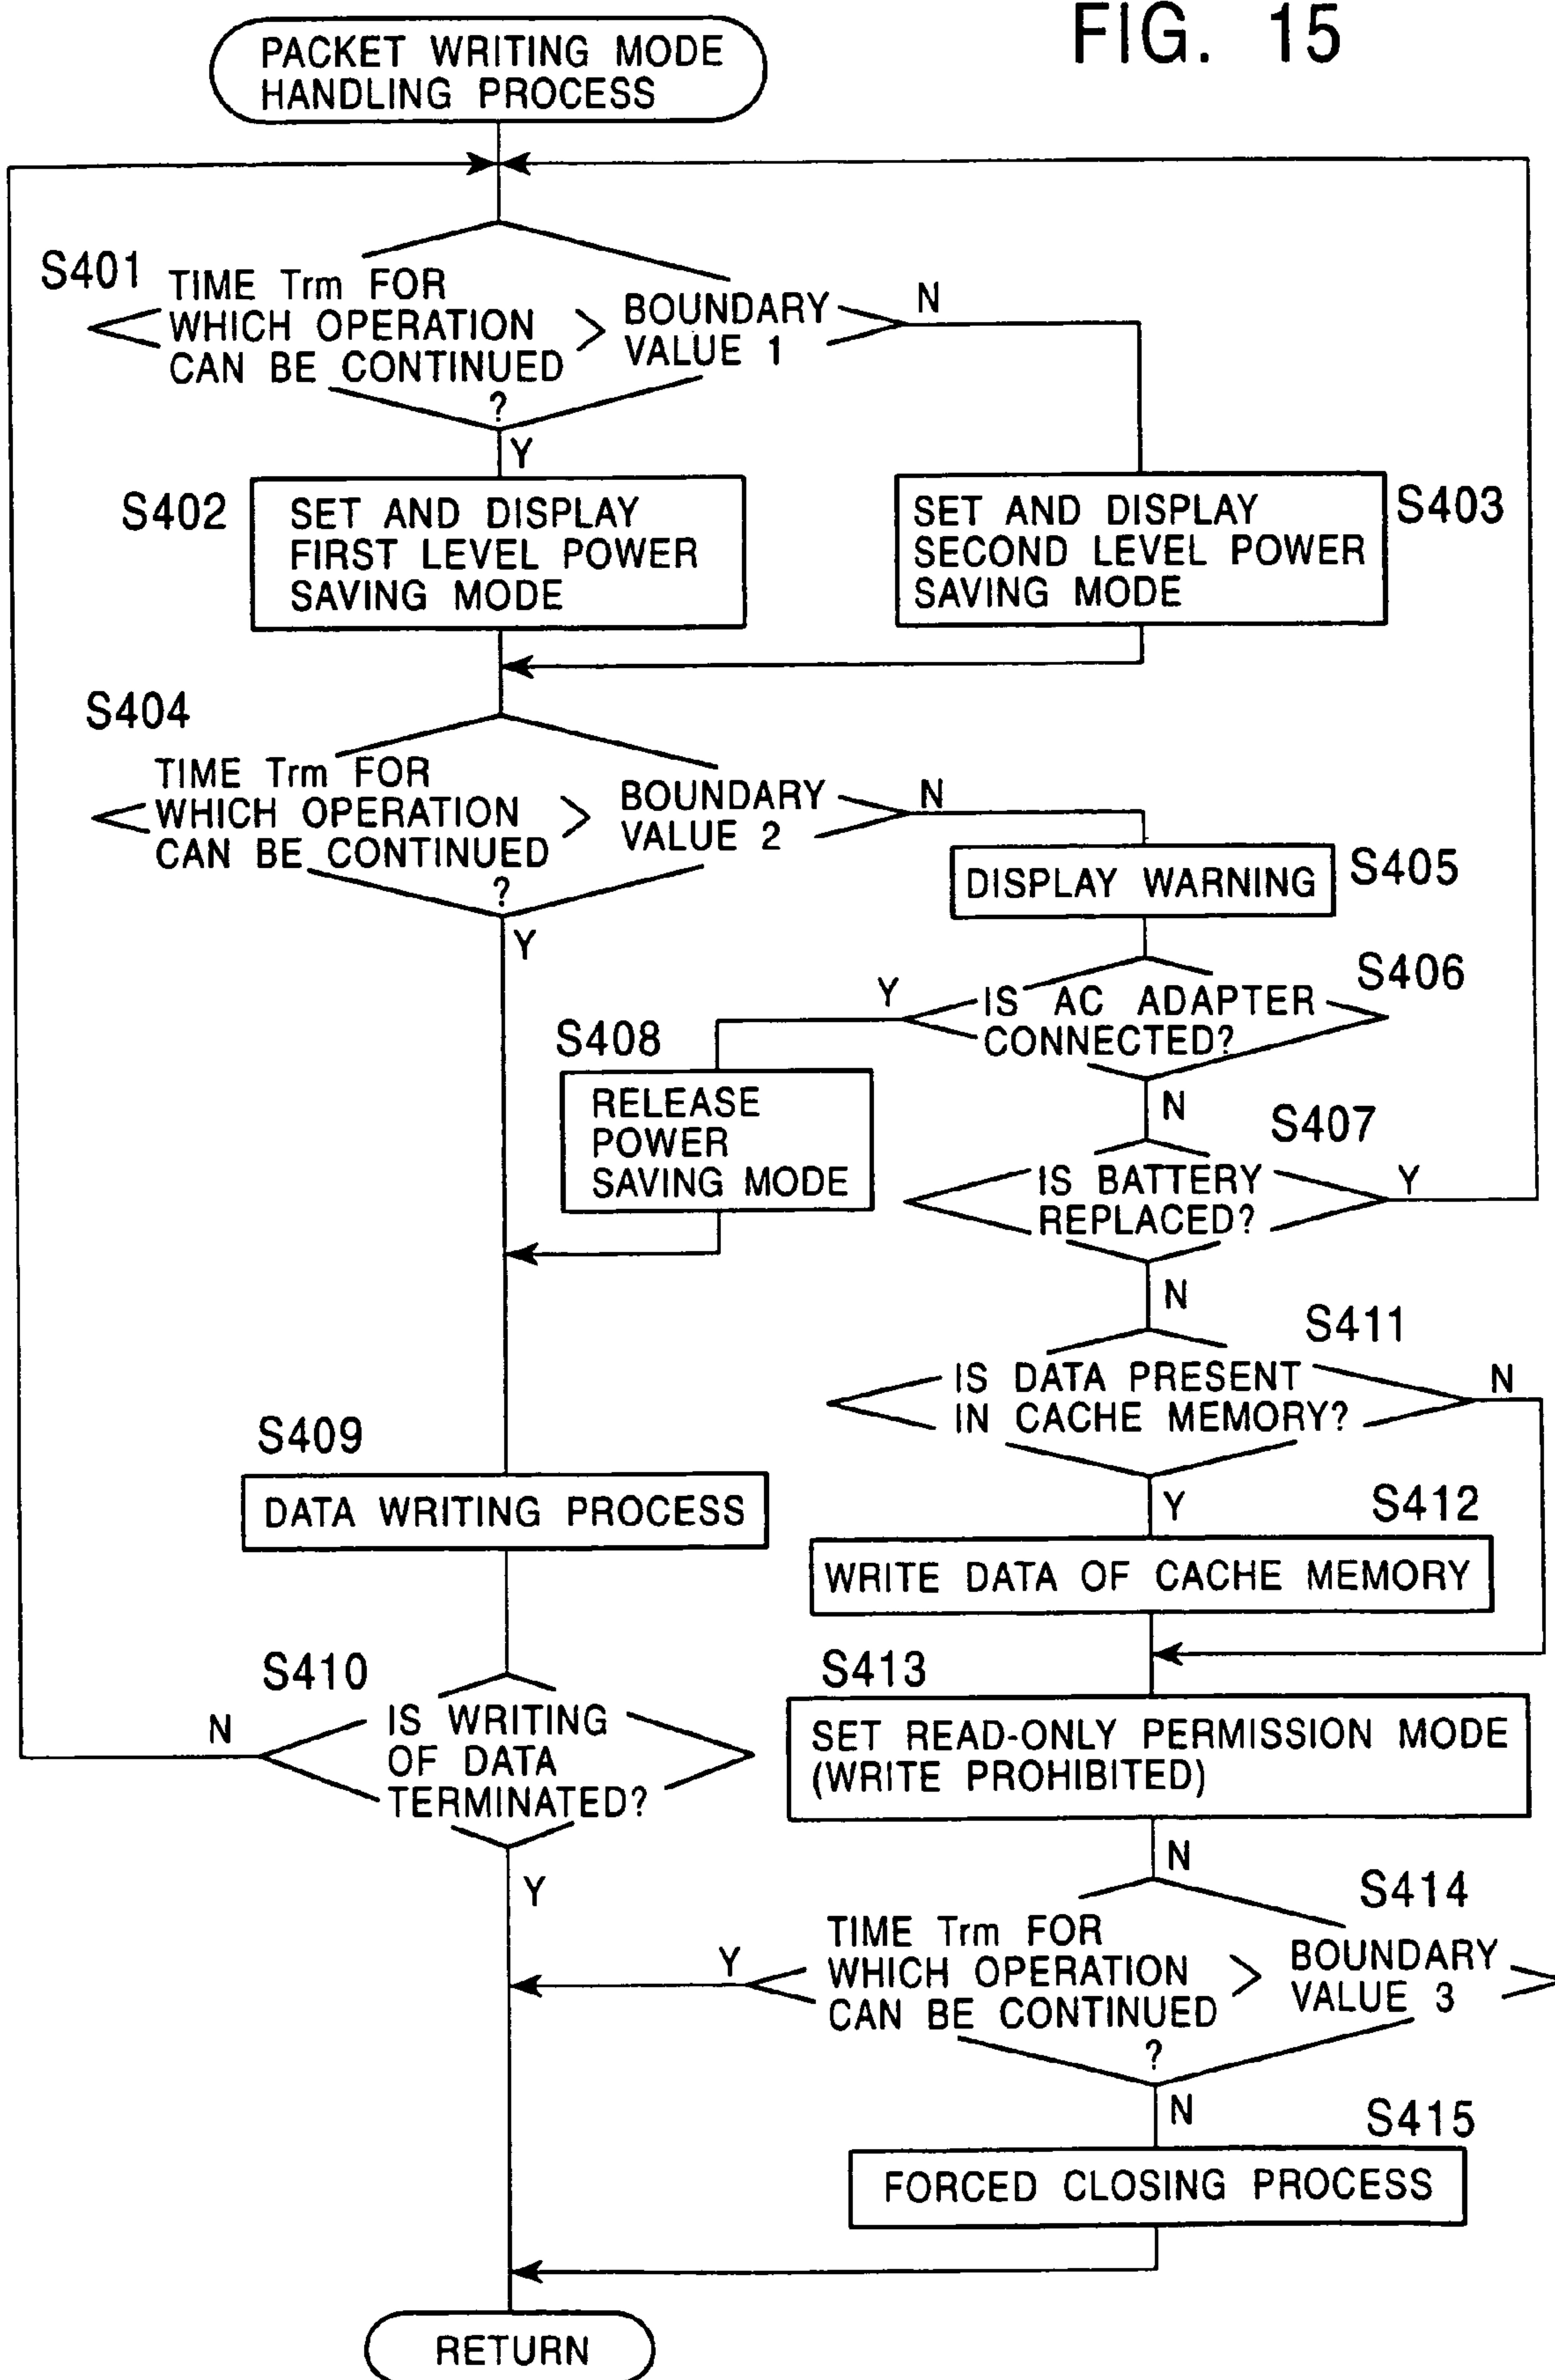 FIG. 15
PACKET WRITING MODE
HANDLING PROCESS
S401
TIME Trm FOR
WHICH OPERATION
CAN BE CONTINUED
>
BOUNDARY
VALUE 1
?
N
Y
S402
SET AND DISPLAY
FIRST LEVEL POWER
SAVING MODE
S403
SET AND DISPLAY
SECOND LEVEL POWER
SAVING MODE
S404
TIME Trm FOR
WHICH OPERATION
CAN BE CONTINUED
>
BOUNDARY
VALUE 2
?
N
Y
DISPLAY WARNING
S405
S406
IS AC ADAPTER
CONNECTED?
Y
N
S408
RELEASE
POWER
SAVING MODE
S407
IS BATTERY
REPLACED?
Y
N
S411
IS DATA PRESENT
IN CACHE MEMORY?
N
Y
S409
DATA WRITING PROCESS
S412
WRITE DATA OF CACHE MEMORY
S410
IS WRITING
OF DATA
TERMINATED?
N
Y
S413
SET READ-ONLY PERMISSION MODE
(WRITE PROHIBITED)
N
S414
TIME Trm FOR
WHICH OPERATION
CAN BE CONTINUED
>
BOUNDARY
VALUE 3
?
Y
N
S415
FORCED CLOSING PROCESS
RETURN